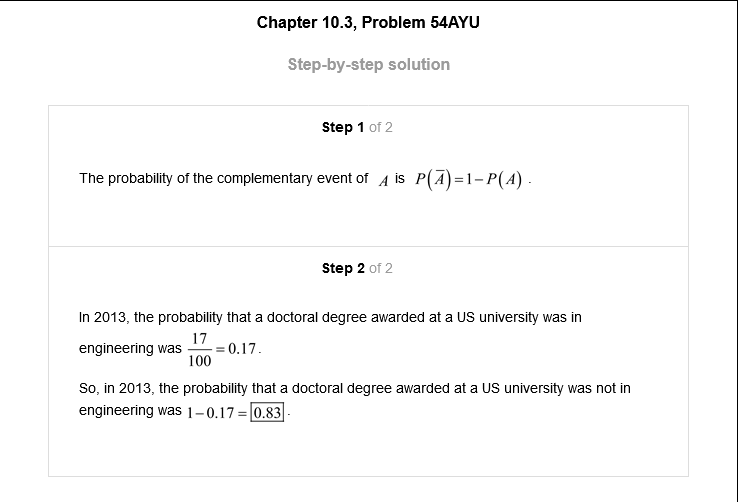 Chapter 10.3, Problem 54AYU
Step-by-step solution
Step 1 of 2
The probability of the complementary event of A is P(A̅)=1−P(A) .
Step 2 of 2
In 2013, the probability that a doctoral degree awarded at a US university was in
engineering was 17/100 = 0.17.
So, in 2013, the probability that a doctoral degree awarded at a US university was not in
engineering was 1−0.17 = 0.83 .